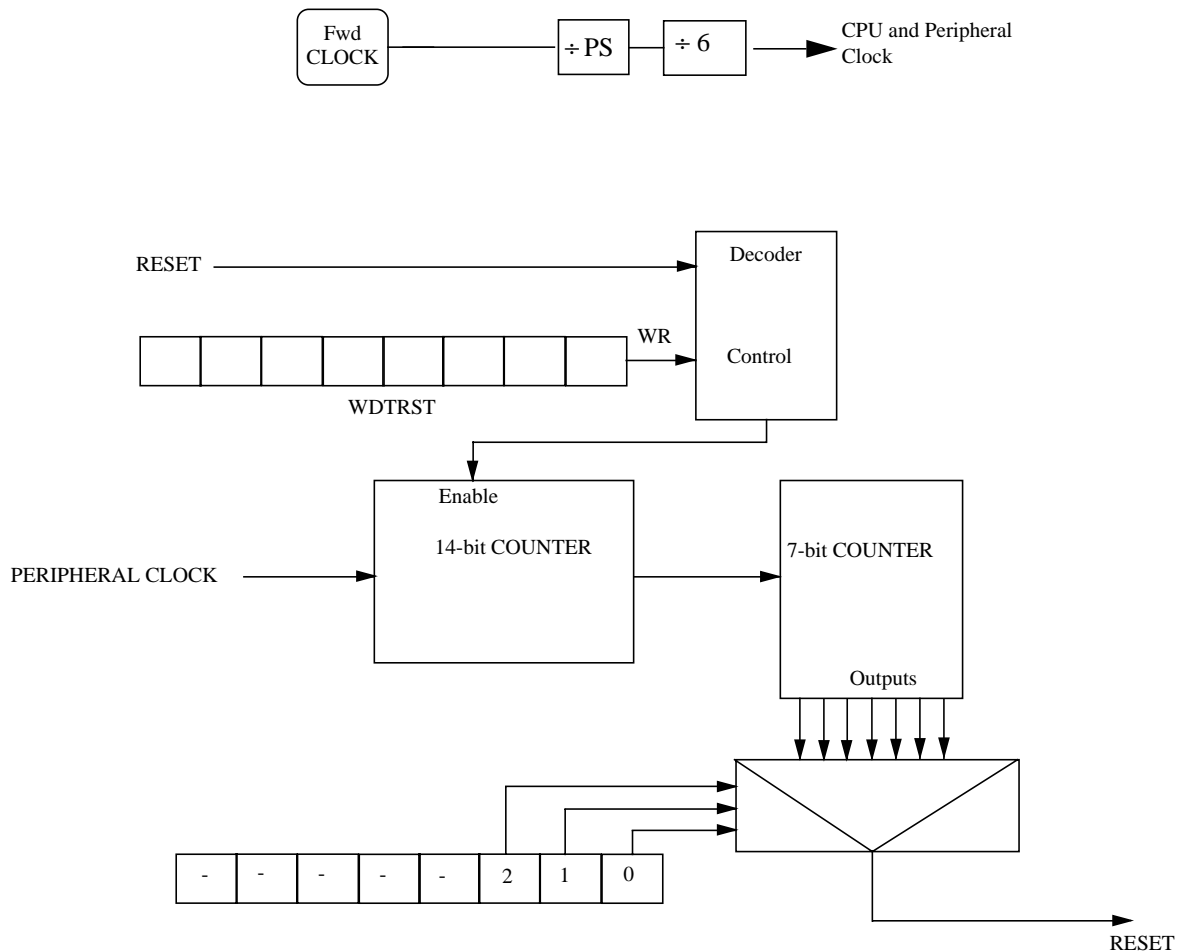 Fwd
CLOCK
÷ PS
÷ 6
CPU and Peripheral
Clock
RESET
Decoder
WR
Control
WDTRST
Enable
14-bit COUNTER
7-bit COUNTER
PERIPHERAL CLOCK
Outputs
- - - - - 2 1 0
RESET